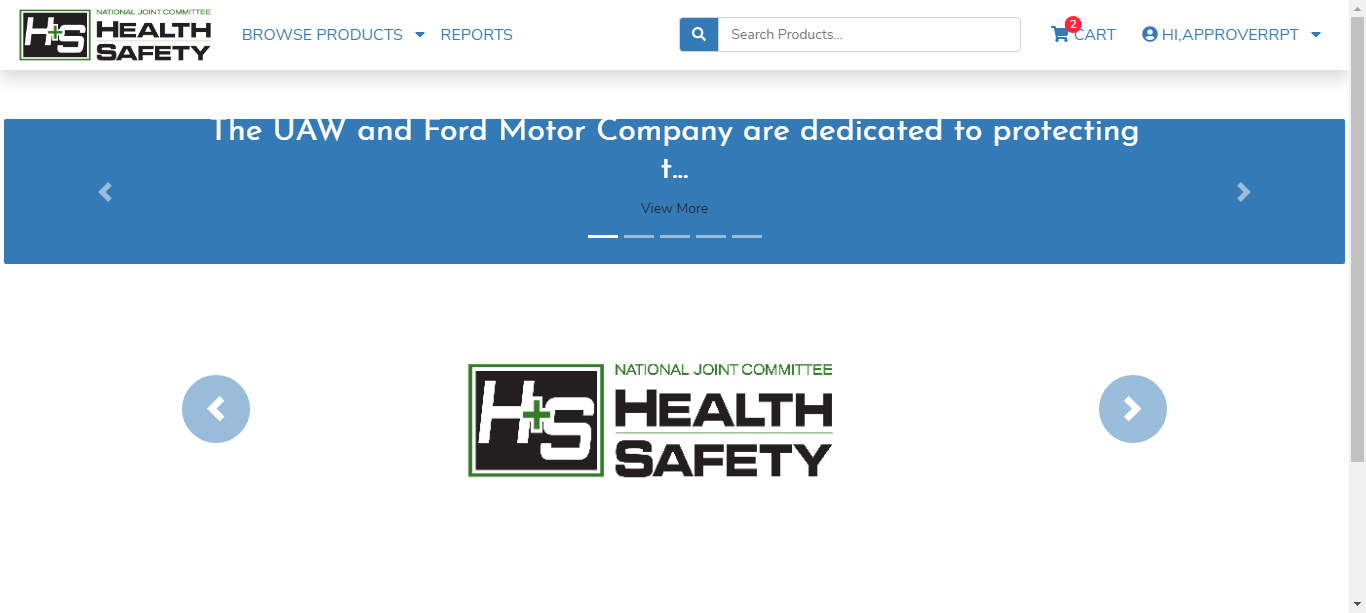 NATIONAL JOINT COMMITTEE
H+S HEALTH
SAFETY
BROWSE PRODUCTS
REPORTS
Search Products...
2
CART
HI,APPROVERRPT
The UAW and Ford Motor Company are dedicated to protecting
t...
View More
NATIONAL JOINT COMMITTEE
H+S HEALTH
SAFETY